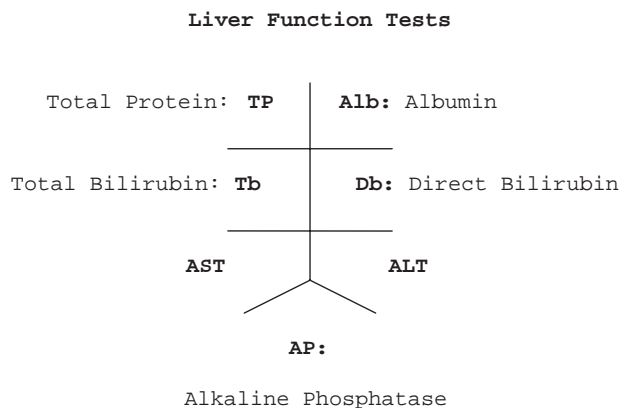 Liver Function Tests
Total Protein: TP Alb: Albumin
Total Bilirubin: Tb Db: Direct Bilirubin
AST ALT
AP:
Alkaline Phosphatase